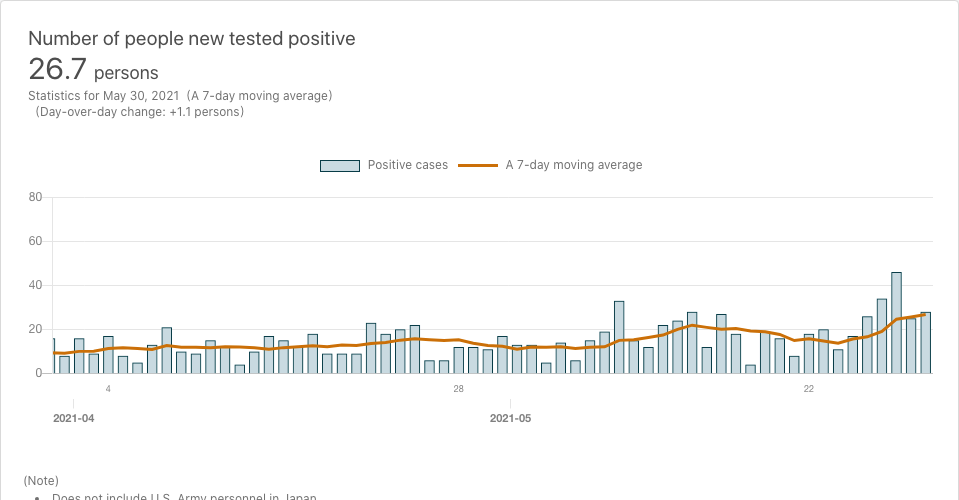 Number of people new tested positive
26.7 persons
Statistics for May 30, 2021 (A 7-day moving average)
(Day-over-day change: +1.1 persons)
Positive cases A 7-day moving average
80
60
40
20
0
4 28 22
2021-04 2021-05
(Note)
• Does not include U.S. Army personnel in Japan